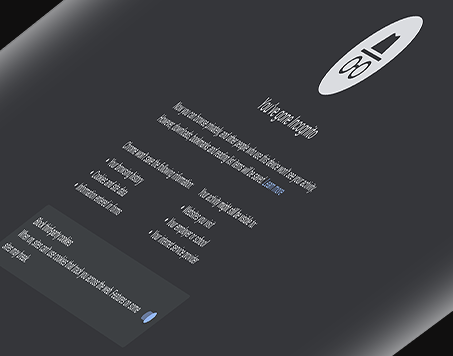 You've gone Incognito
Now you can browse privately, and other people who use this device won't see your activity.
However, downloads, bookmarks and reading list items will be saved. Learn more
Chrome won't save the following information:
• Your browsing history
• Cookies and site data
• Information entered in forms
Your activity might still be visible to:
• Websites you visit
• Your employer or school
• Your internet service provider
Block third-party cookies
When on, sites can't use cookies that track you across the web. Features on some
sites may break.